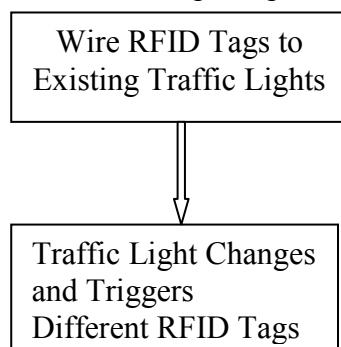 Wire RFID Tags to
Existing Traffic Lights
Traffic Light Changes
and Triggers
Different RFID Tags